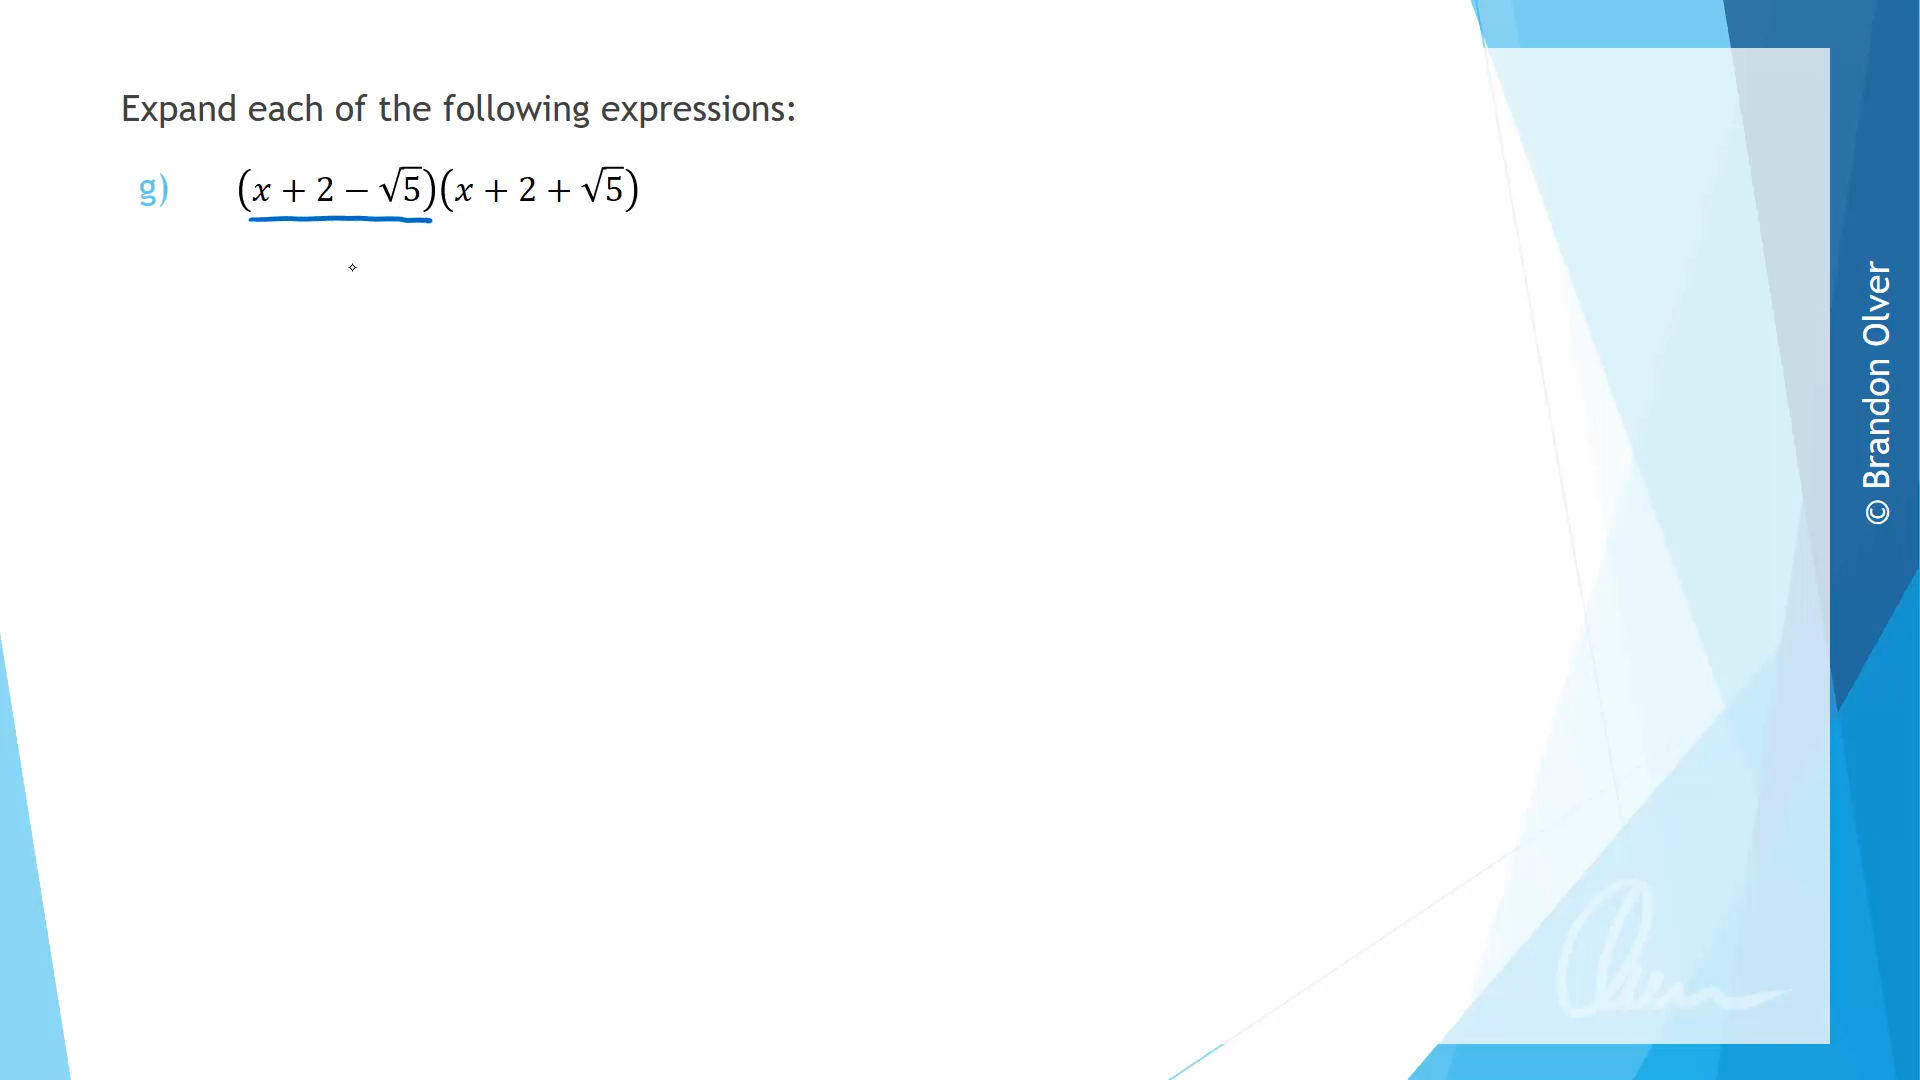 Expand each of the following expressions:
g) (x + 2 − √5)(x + 2 + √5)
© Brandon Olver